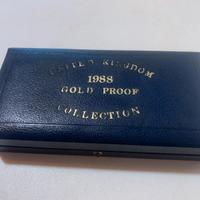 UNITED KINGDOM
1988
GOLD PROOF
COLLECTION